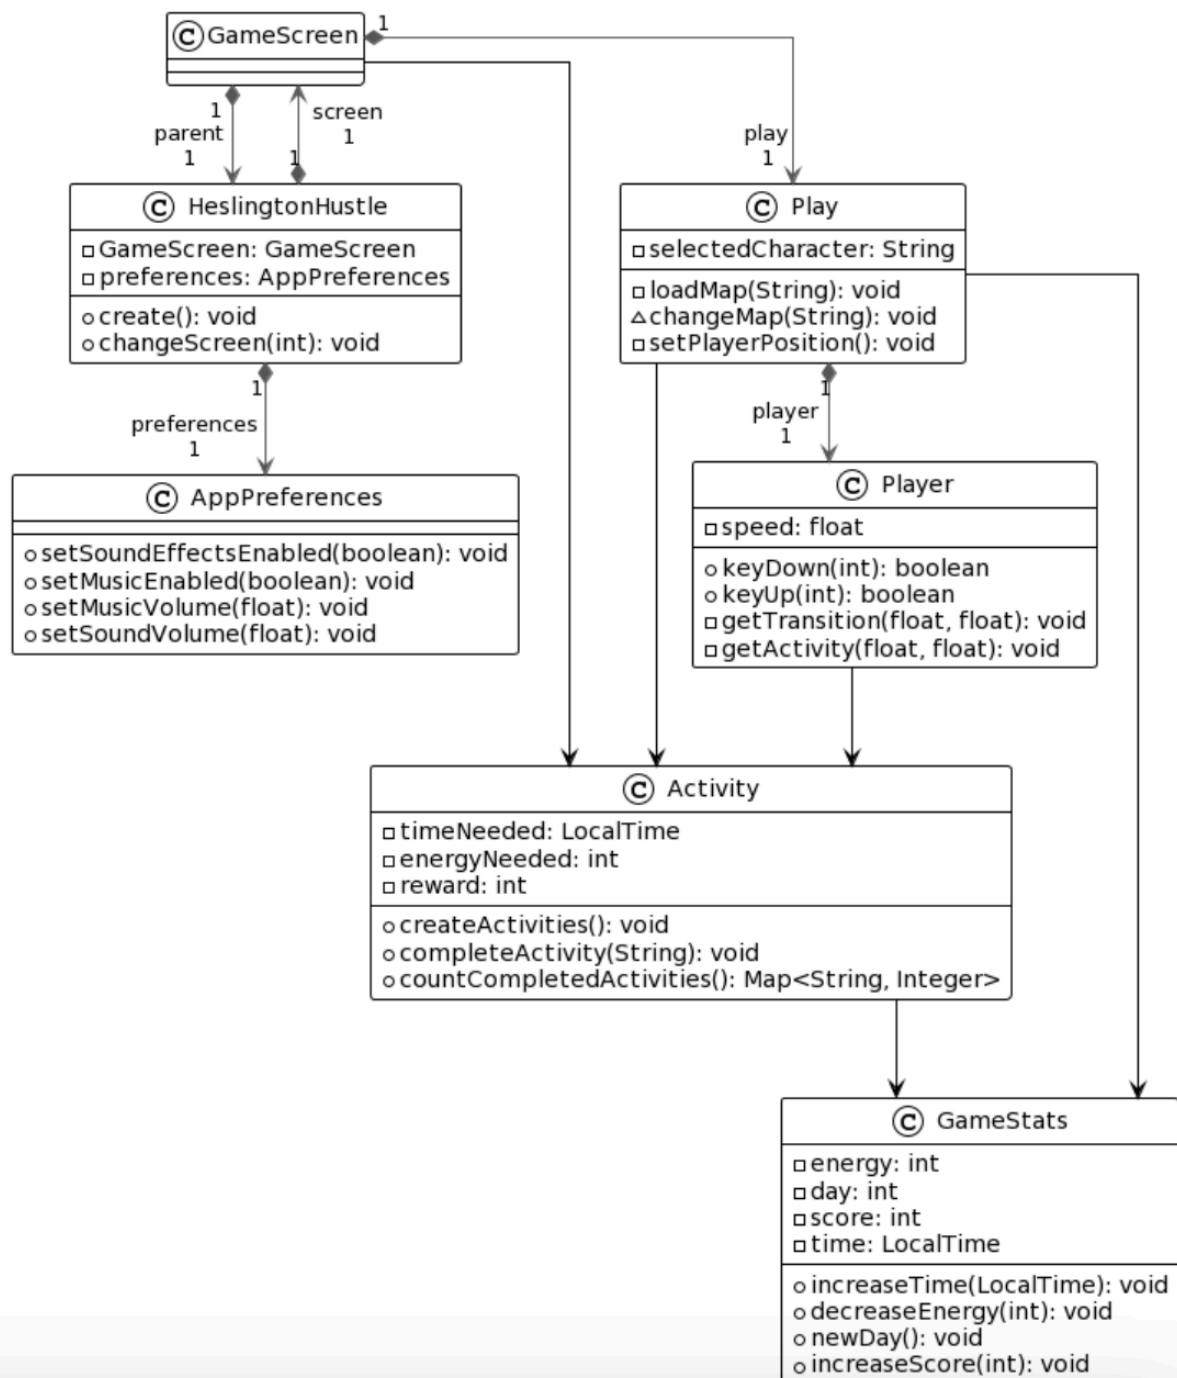 C GameScreen
1
1
parent
1
screen
1
1
play
1
C HeslingtonHustle
GameScreen: GameScreen
preferences: AppPreferences
create(): void
changeScreen(int): void
C Play
selectedCharacter: String
loadMap(String): void
changeMap(String): void
setPlayerPosition(): void
1
preferences
1
1
player
1
C AppPreferences
setSoundEffectsEnabled(boolean): void
setMusicEnabled(boolean): void
setMusicVolume(float): void
setSoundVolume(float): void
C Player
speed: float
keyDown(int): boolean
keyUp(int): boolean
getTransition(float, float): void
getActivity(float, float): void
C Activity
timeNeeded: LocalTime
energyNeeded: int
reward: int
createActivities(): void
completeActivity(String): void
countCompletedActivities(): Map<String, Integer>
C GameStats
energy: int
day: int
score: int
time: LocalTime
increaseTime(LocalTime): void
decreaseEnergy(int): void
newDay(): void
increaseScore(int): void